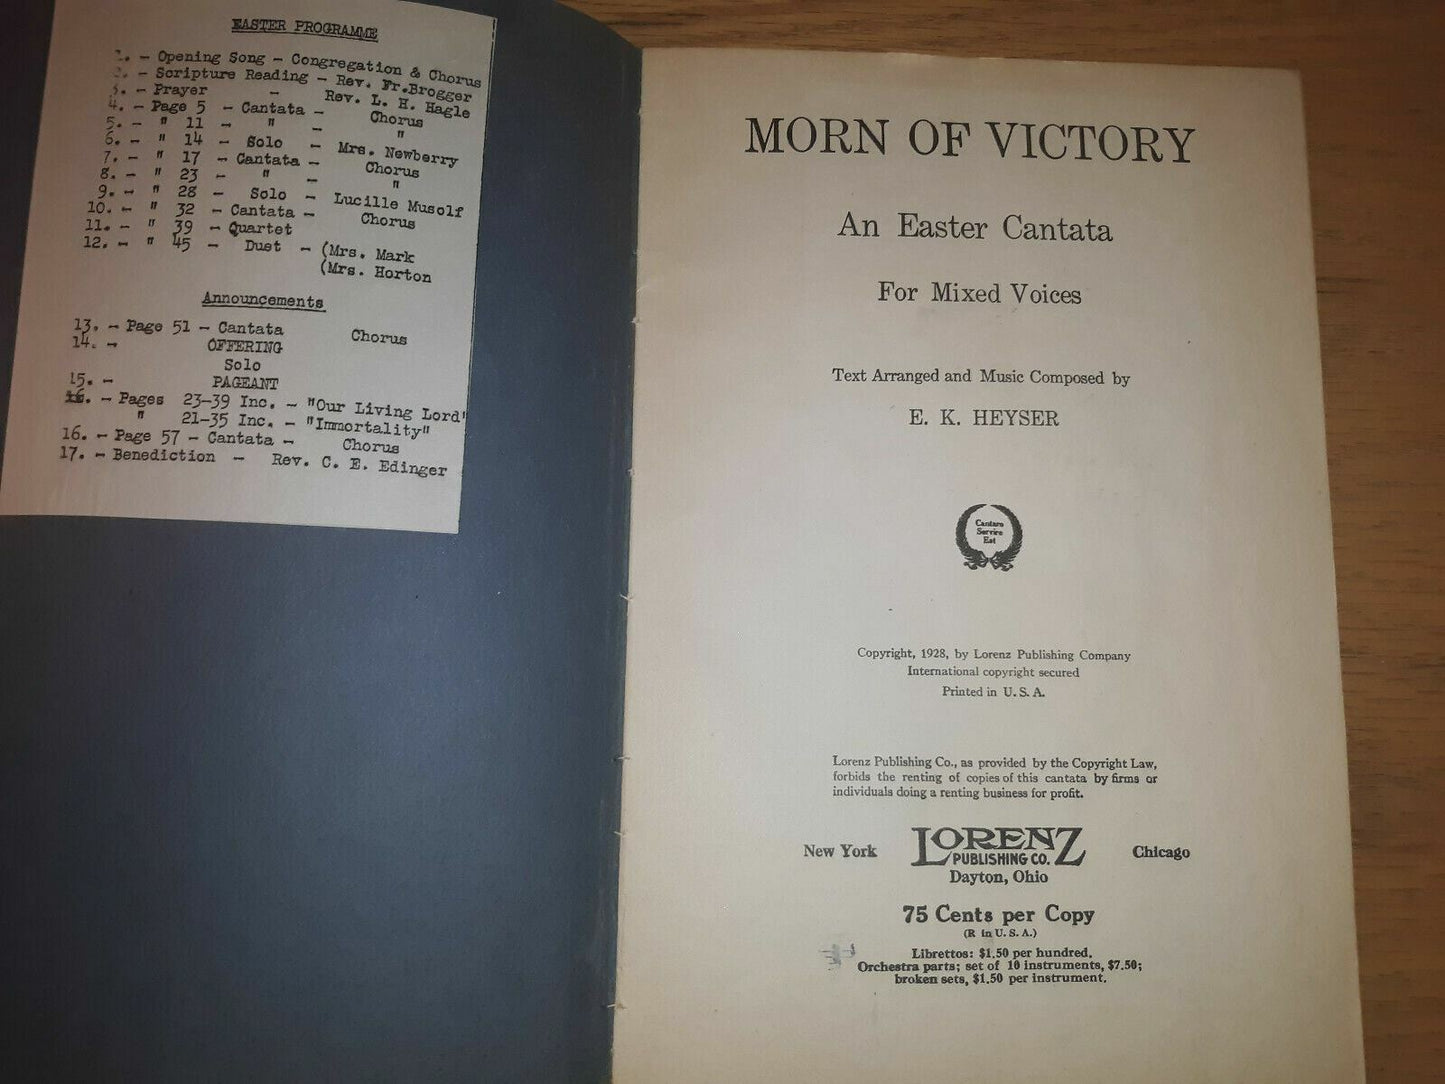 EASTER PROGRAMME
1. - Opening Song - Congregation & Chorus
2. - Scripture Reading - Rev. Fr. Brogger
3. - Prayer - Rev. L. H. Hagle
4. - Page 5 - Cantata - Chorus
5. - " 11 - " - "
6. - " 14 - Solo - Mrs. Newberry
7. - " 17 - Cantata - Chorus
8. - " 23 - " - "
9. - " 28 - Solo - Lucille Musolf
10. - " 32 - Cantata - Chorus
11. - " 39 - Quartet
12. - " 45 - Duet - (Mrs. Mark
(Mrs. Horton
Announcements
13. - Page 51 - Cantata Chorus
14. - OFFERING
Solo
15. - PAGEANT
16. - Pages 23-39 Inc. - "Our Living Lord"
" 21-35 Inc. - "Immortality"
16. - Page 57 - Cantata - Chorus
17. - Benediction - Rev. C. E. Edinger
MORN OF VICTORY
An Easter Cantata
For Mixed Voices
Text Arranged and Music Composed by
E. K. HEYSER
Cantare
Servire
Est
Copyright, 1928, by Lorenz Publishing Company
International copyright secured
Printed in U. S. A.
Lorenz Publishing Co., as provided by the Copyright Law,
forbids the renting of copies of this cantata by firms or
individuals doing a renting business for profit.
New York LORENZ Chicago
PUBLISHING CO.
Dayton, Ohio
75 Cents per Copy
(R in U. S. A.)
Librettos: $1.50 per hundred.
Orchestra parts; set of 10 instruments, $7.50;
broken sets, $1.50 per instrument.